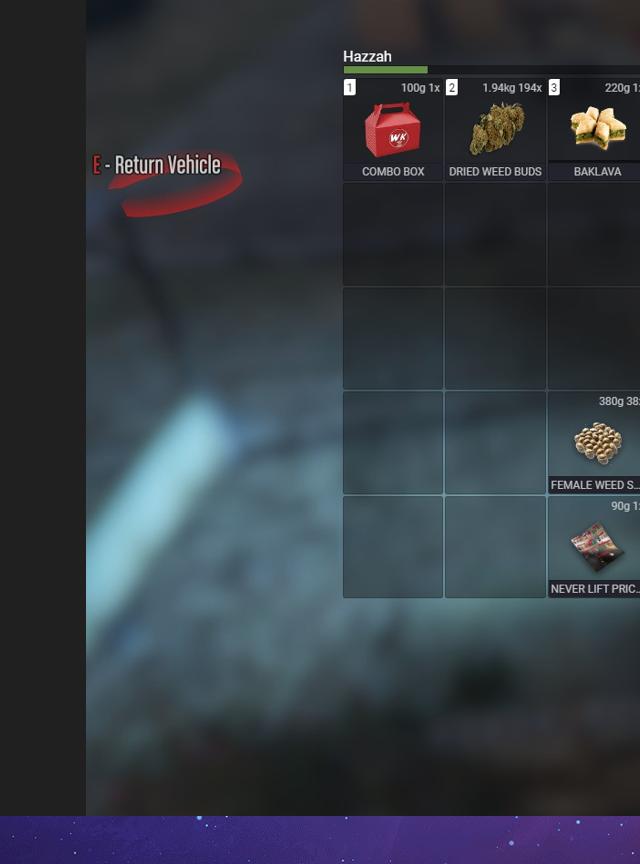 Hazzah
1
100g 1x
2
1.94kg 194x
3
220g 1
WK
COMBO BOX
DRIED WEED BUDS
BAKLAVA
E - Return Vehicle
380g 38
FEMALE WEED S...
90g 1
NEVER LIFT PRIC...